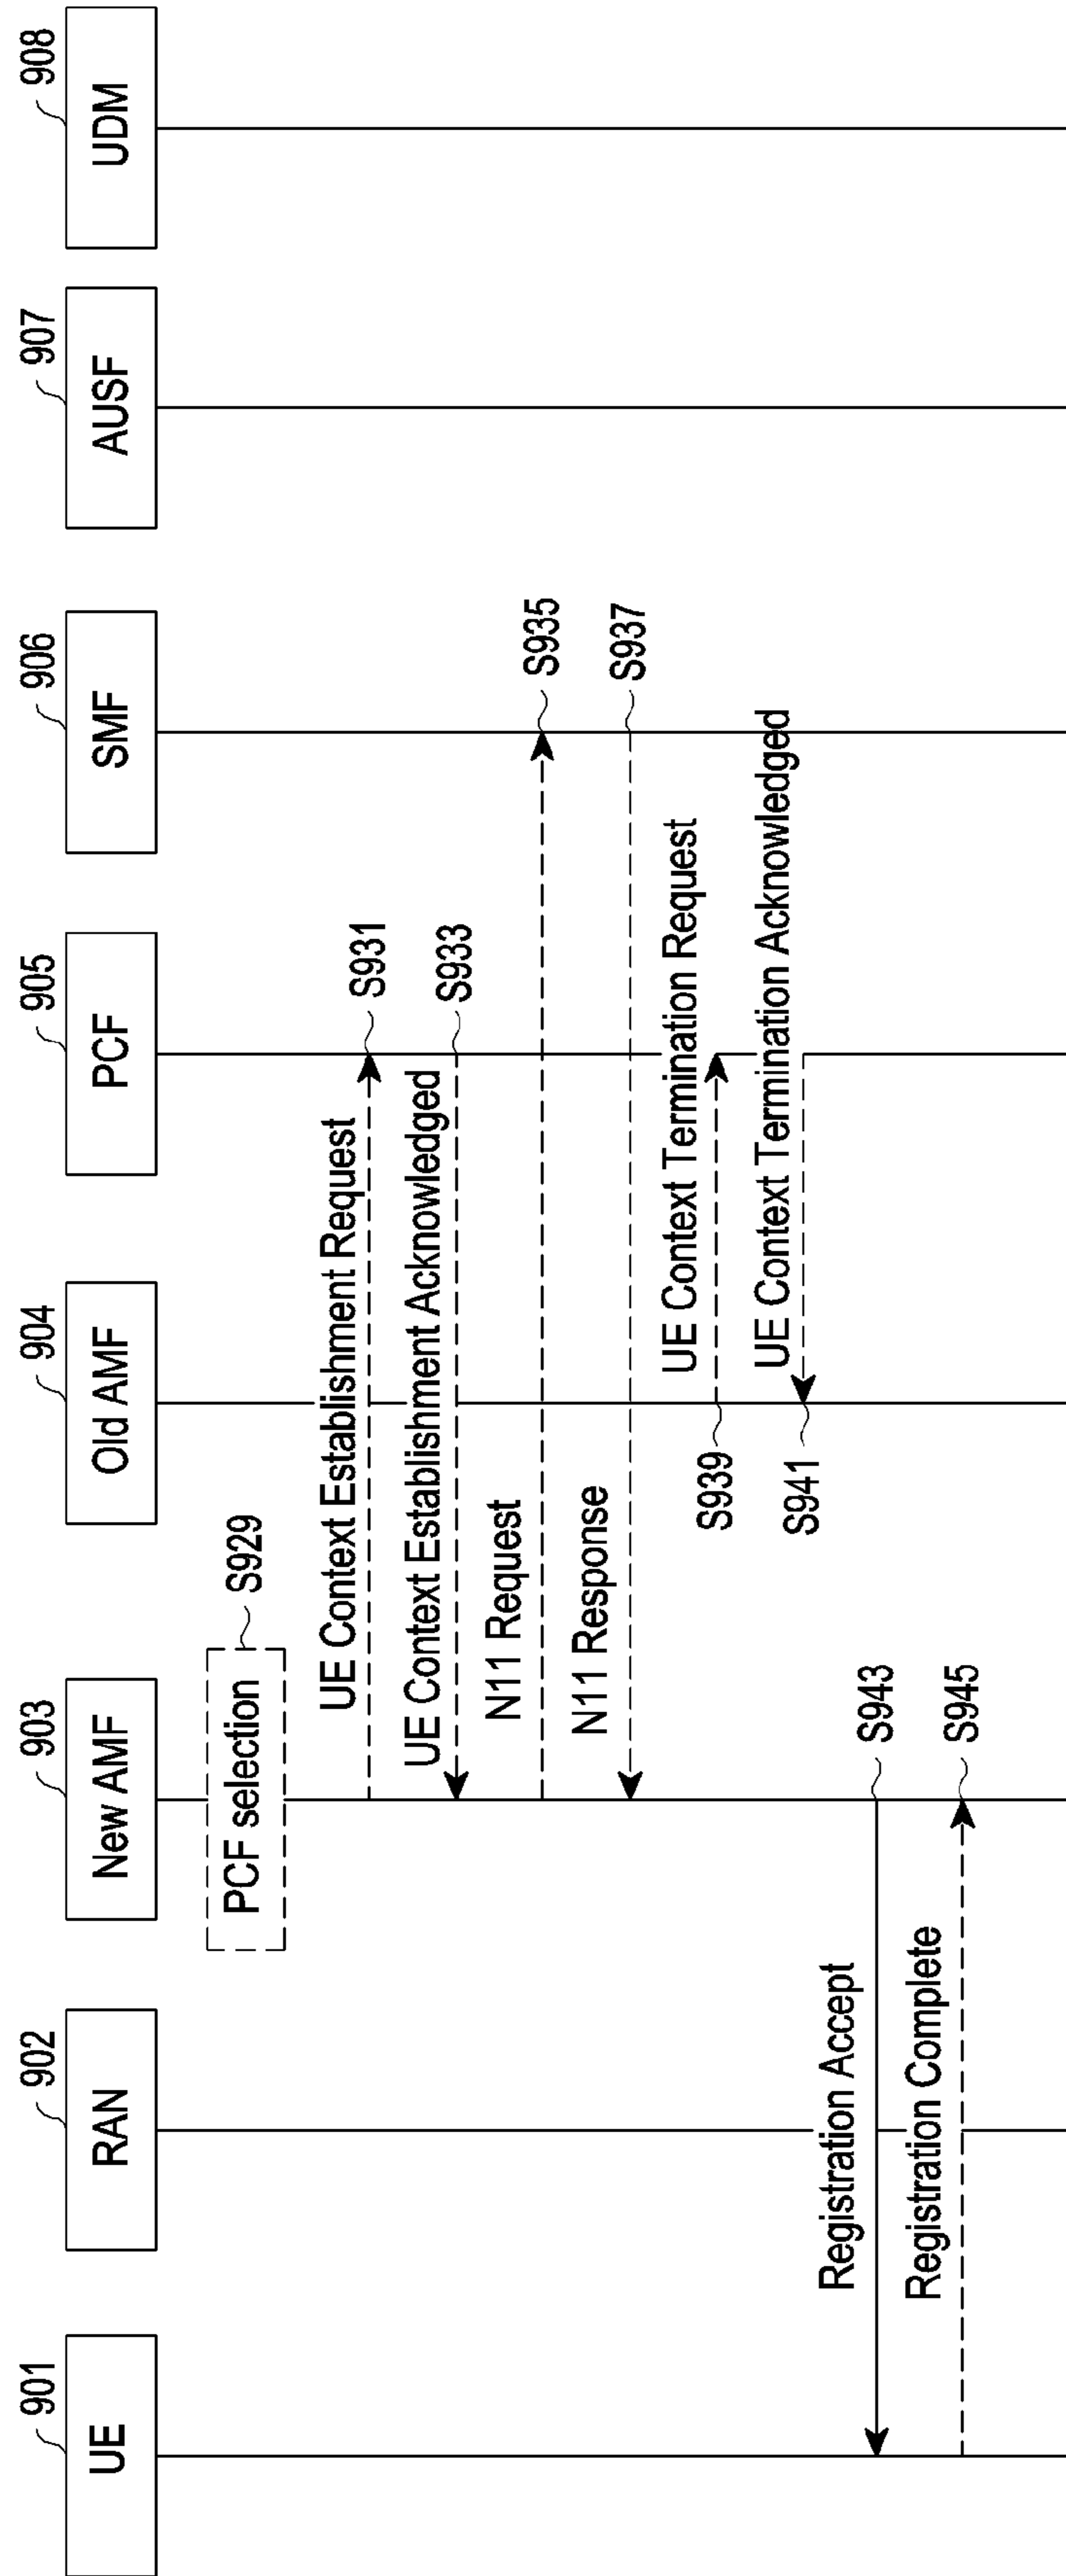 901
UE
902
RAN
903
New AMF
904
Old AMF
905
PCF
906
SMF
907
AUSF
908
UDM
PCF selection
S929
UE Context Establishment Request
S931
UE Context Establishment Acknowledged
S933
N11 Request
S935
N11 Response
S937
UE Context Termination Request
S939
UE Context Termination Acknowledged
S941
Registration Accept
S943
Registration Complete
S945